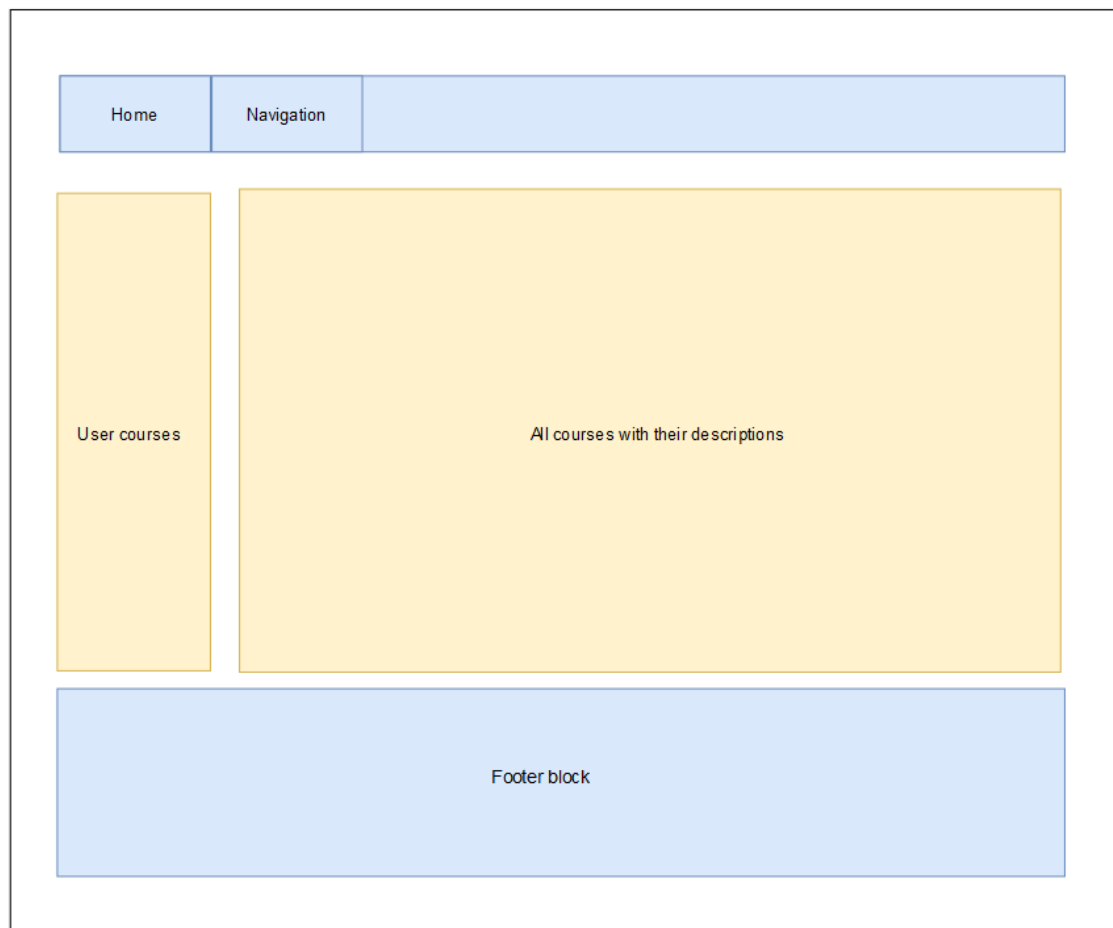 Home
Navigation
User courses
All courses with their descriptions
Footer block